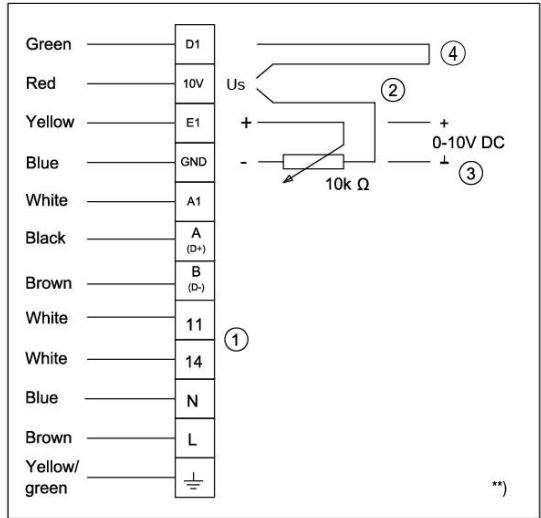 Green D1 ④
Red 10V Us ②
Yellow E1 + +
0-10V DC
Blue GND - ⊥ ③
10k Ω
White A1
Black A
(D+)
Brown B
(D-)
White 11
①
White 14
Blue N
Brown L
Yellow/
green
**)